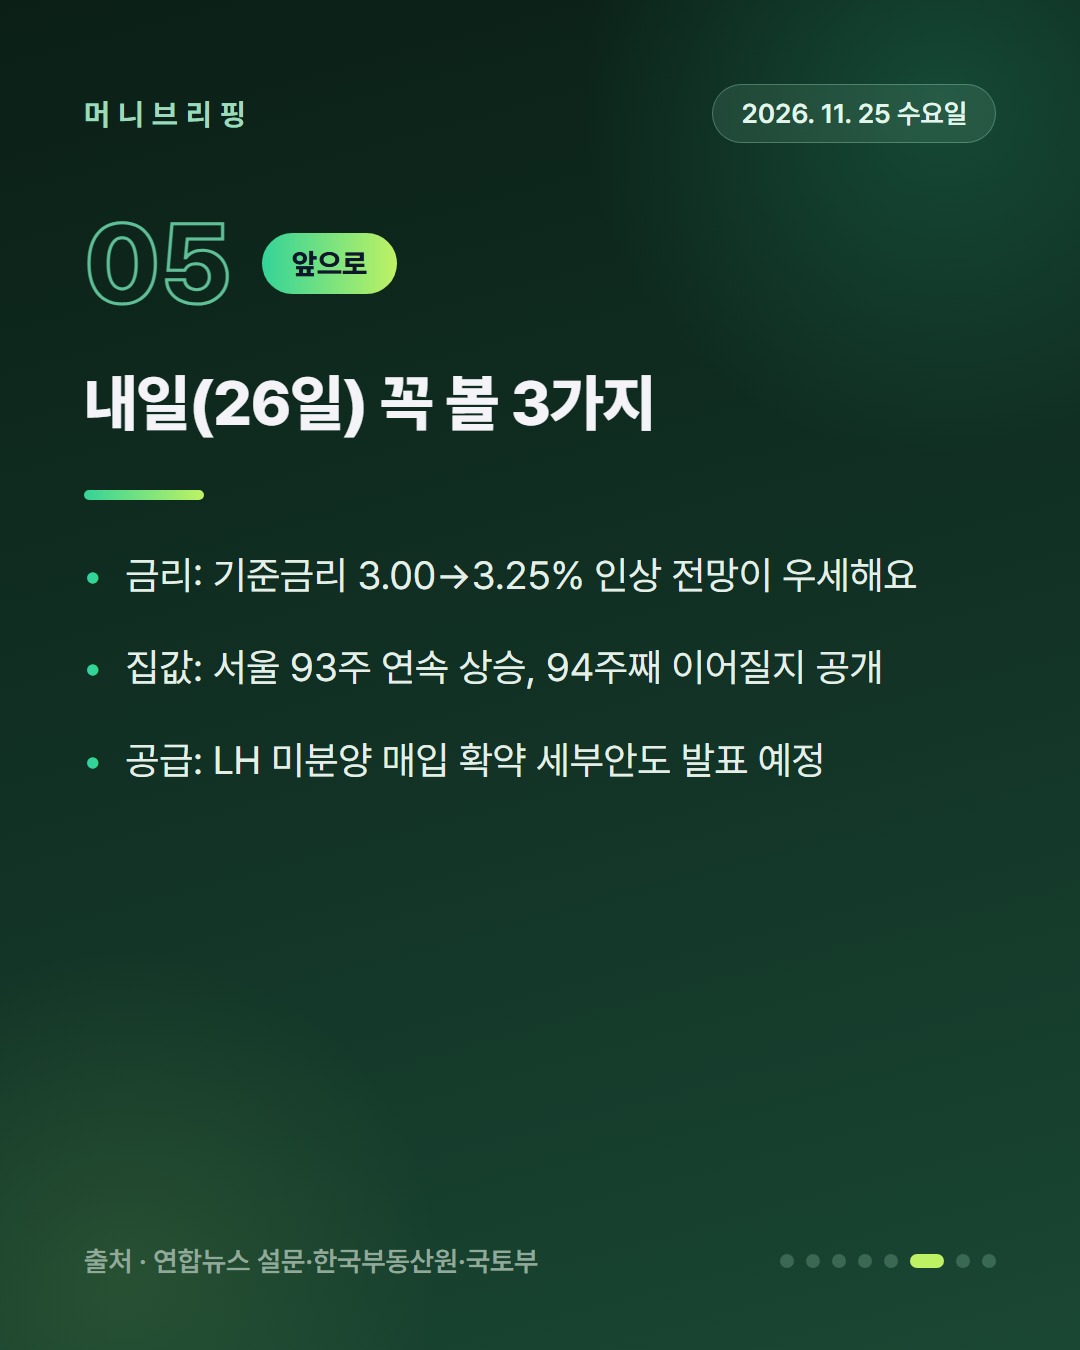 머니브리핑
2026. 11. 25 수요일
05
앞으로
내일(26일) 꼭 볼 3가지
• 금리: 기준금리 3.00→3.25% 인상 전망이 우세해요
• 집값: 서울 93주 연속 상승, 94주째 이어질지 공개
• 공급: LH 미분양 매입 확약 세부안도 발표 예정
출처 · 연합뉴스 설문·한국부동산원·국토부